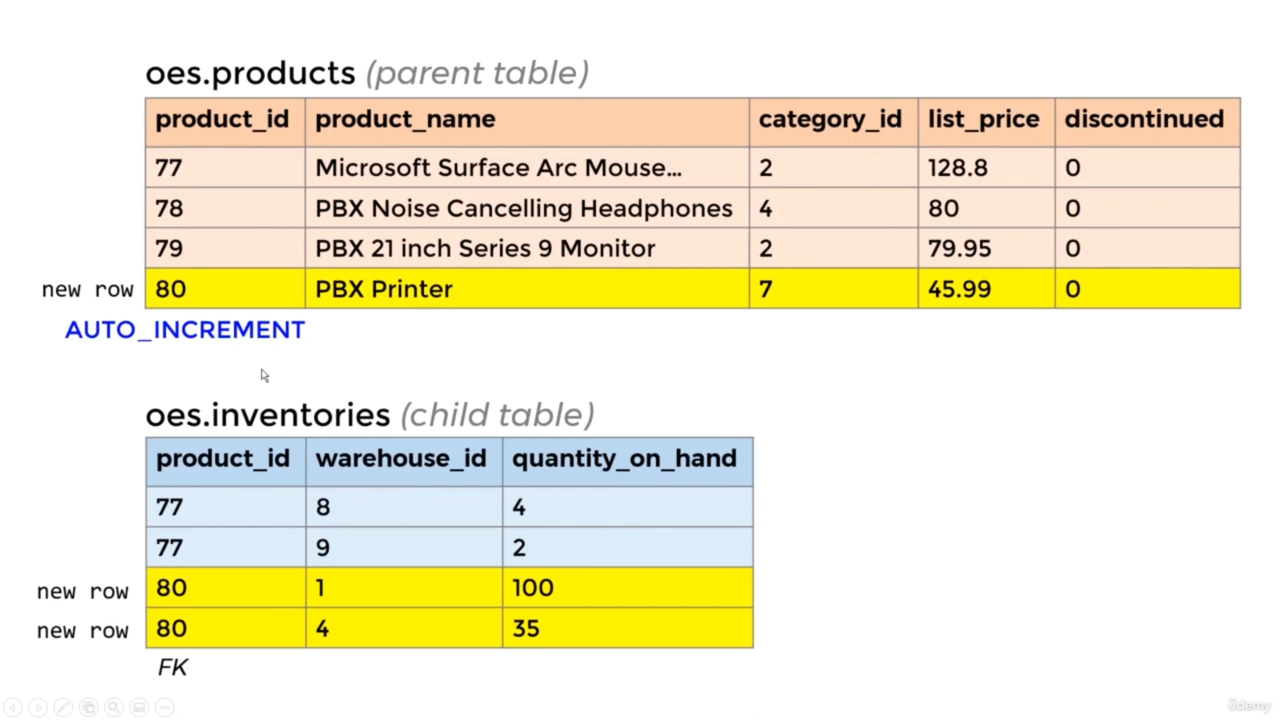 oes.products (parent table)
product_id product_name category_id list_price discontinued
77 Microsoft Surface Arc Mouse... 2 128.8 0
78 PBX Noise Cancelling Headphones 4 80 0
79 PBX 21 inch Series 9 Monitor 2 79.95 0
new row 80 PBX Printer 7 45.99 0
AUTO_INCREMENT
oes.inventories (child table)
product_id warehouse_id quantity_on_hand
77 8 4
77 9 2
new row 80 1 100
new row 80 4 35
FK
ûdemy